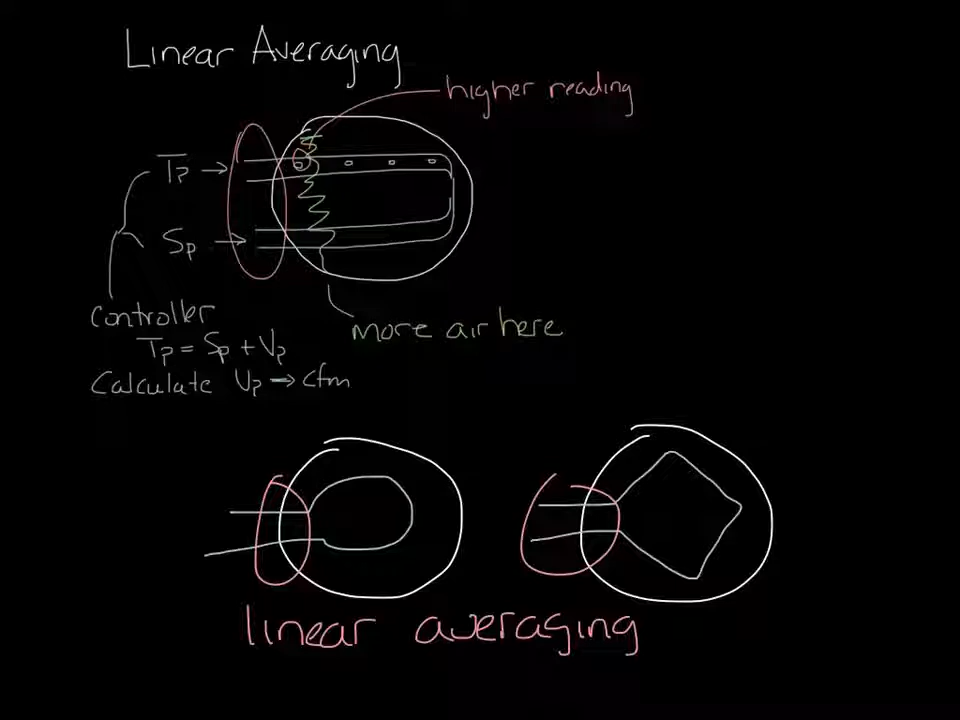 Linear Averaging
higher reading
Tp →
Sp →
controller
Tp = Sp + Vp
Calculate Vp → cfm
more air here
linear averaging